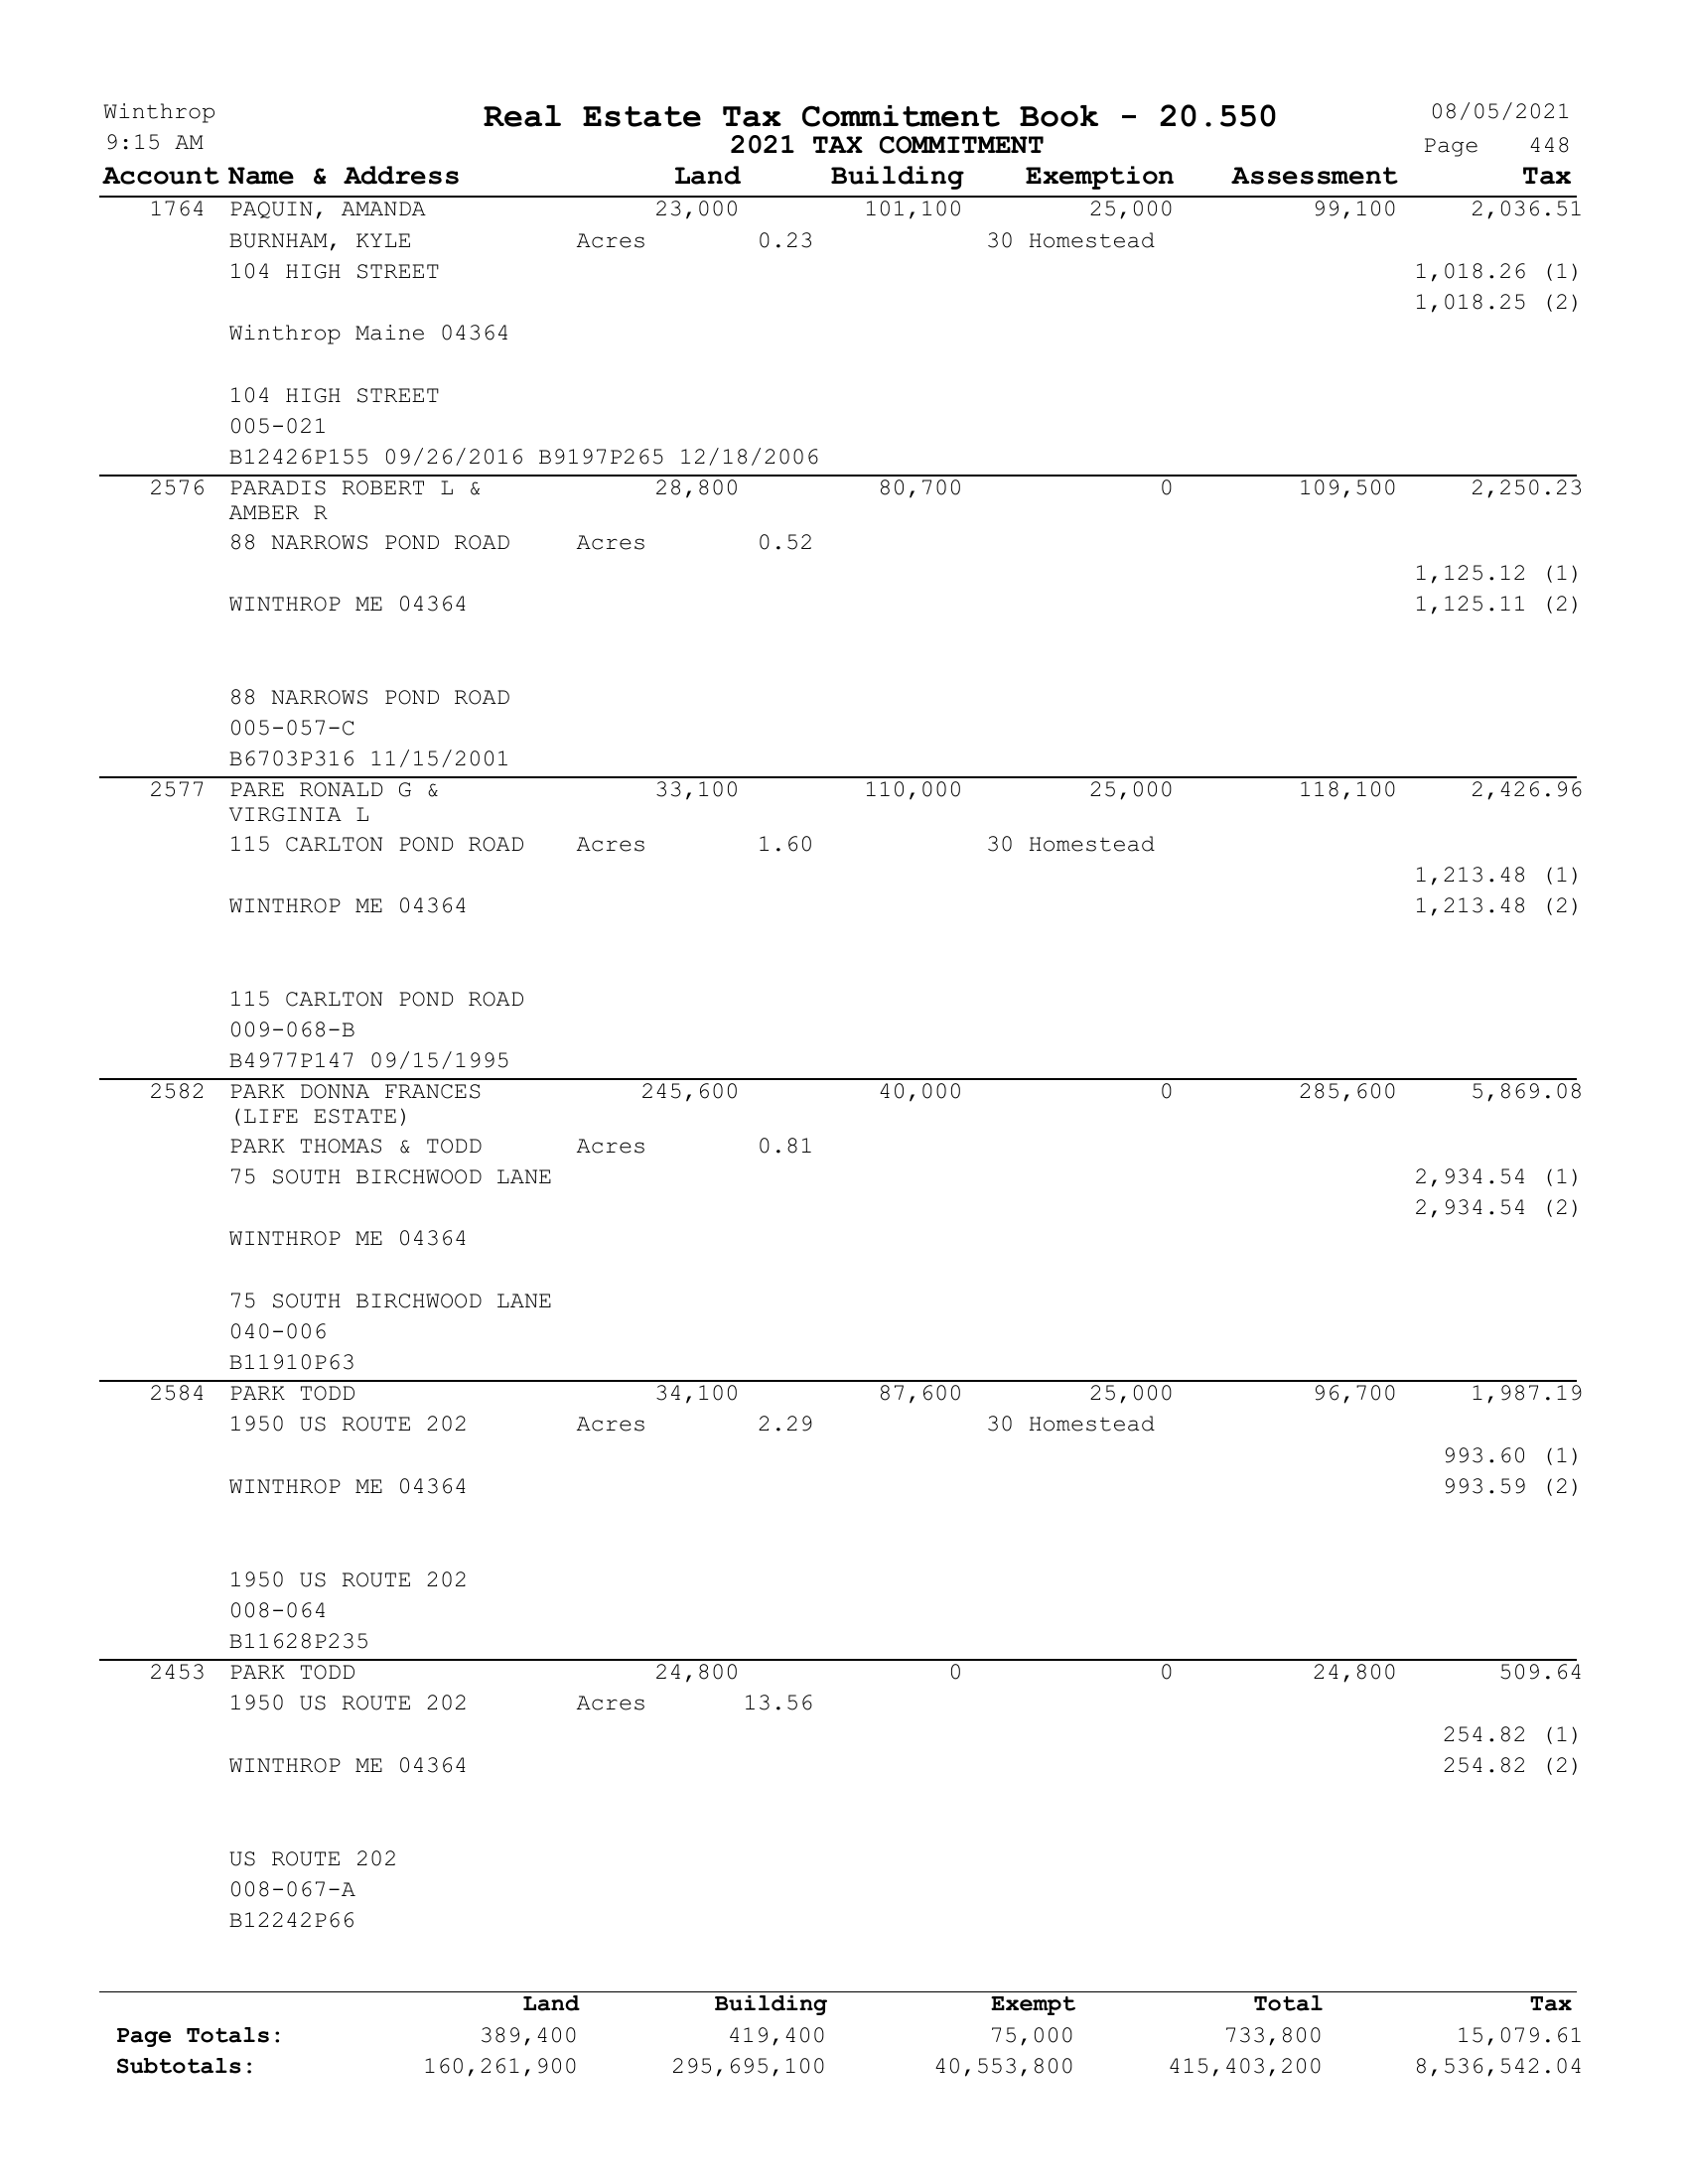 Winthrop Real Estate Tax Commitment Book - 20.550 08/05/2021
9:15 AM 2021 TAX COMMITMENT Page 448
Account Name & Address Land Building Exemption Assessment Tax
1764 PAQUIN, AMANDA 23,000 101,100 25,000 99,100 2,036.51
BURNHAM, KYLE Acres 0.23 30 Homestead
104 HIGH STREET 1,018.26 (1)
1,018.25 (2)
Winthrop Maine 04364
104 HIGH STREET
005-021
B12426P155 09/26/2016 B9197P265 12/18/2006
2576 PARADIS ROBERT L & 28,800 80,700 0 109,500 2,250.23
AMBER R
88 NARROWS POND ROAD Acres 0.52
1,125.12 (1)
WINTHROP ME 04364 1,125.11 (2)
88 NARROWS POND ROAD
005-057-C
B6703P316 11/15/2001
2577 PARE RONALD G & 33,100 110,000 25,000 118,100 2,426.96
VIRGINIA L
115 CARLTON POND ROAD Acres 1.60 30 Homestead
1,213.48 (1)
WINTHROP ME 04364 1,213.48 (2)
115 CARLTON POND ROAD
009-068-B
B4977P147 09/15/1995
2582 PARK DONNA FRANCES 245,600 40,000 0 285,600 5,869.08
(LIFE ESTATE)
PARK THOMAS & TODD Acres 0.81
75 SOUTH BIRCHWOOD LANE 2,934.54 (1)
2,934.54 (2)
WINTHROP ME 04364
75 SOUTH BIRCHWOOD LANE
040-006
B11910P63
2584 PARK TODD 34,100 87,600 25,000 96,700 1,987.19
1950 US ROUTE 202 Acres 2.29 30 Homestead
993.60 (1)
WINTHROP ME 04364 993.59 (2)
1950 US ROUTE 202
008-064
B11628P235
2453 PARK TODD 24,800 0 0 24,800 509.64
1950 US ROUTE 202 Acres 13.56
254.82 (1)
WINTHROP ME 04364 254.82 (2)
US ROUTE 202
008-067-A
B12242P66
Land Building Exempt Total Tax
Page Totals: 389,400 419,400 75,000 733,800 15,079.61
Subtotals: 160,261,900 295,695,100 40,553,800 415,403,200 8,536,542.04